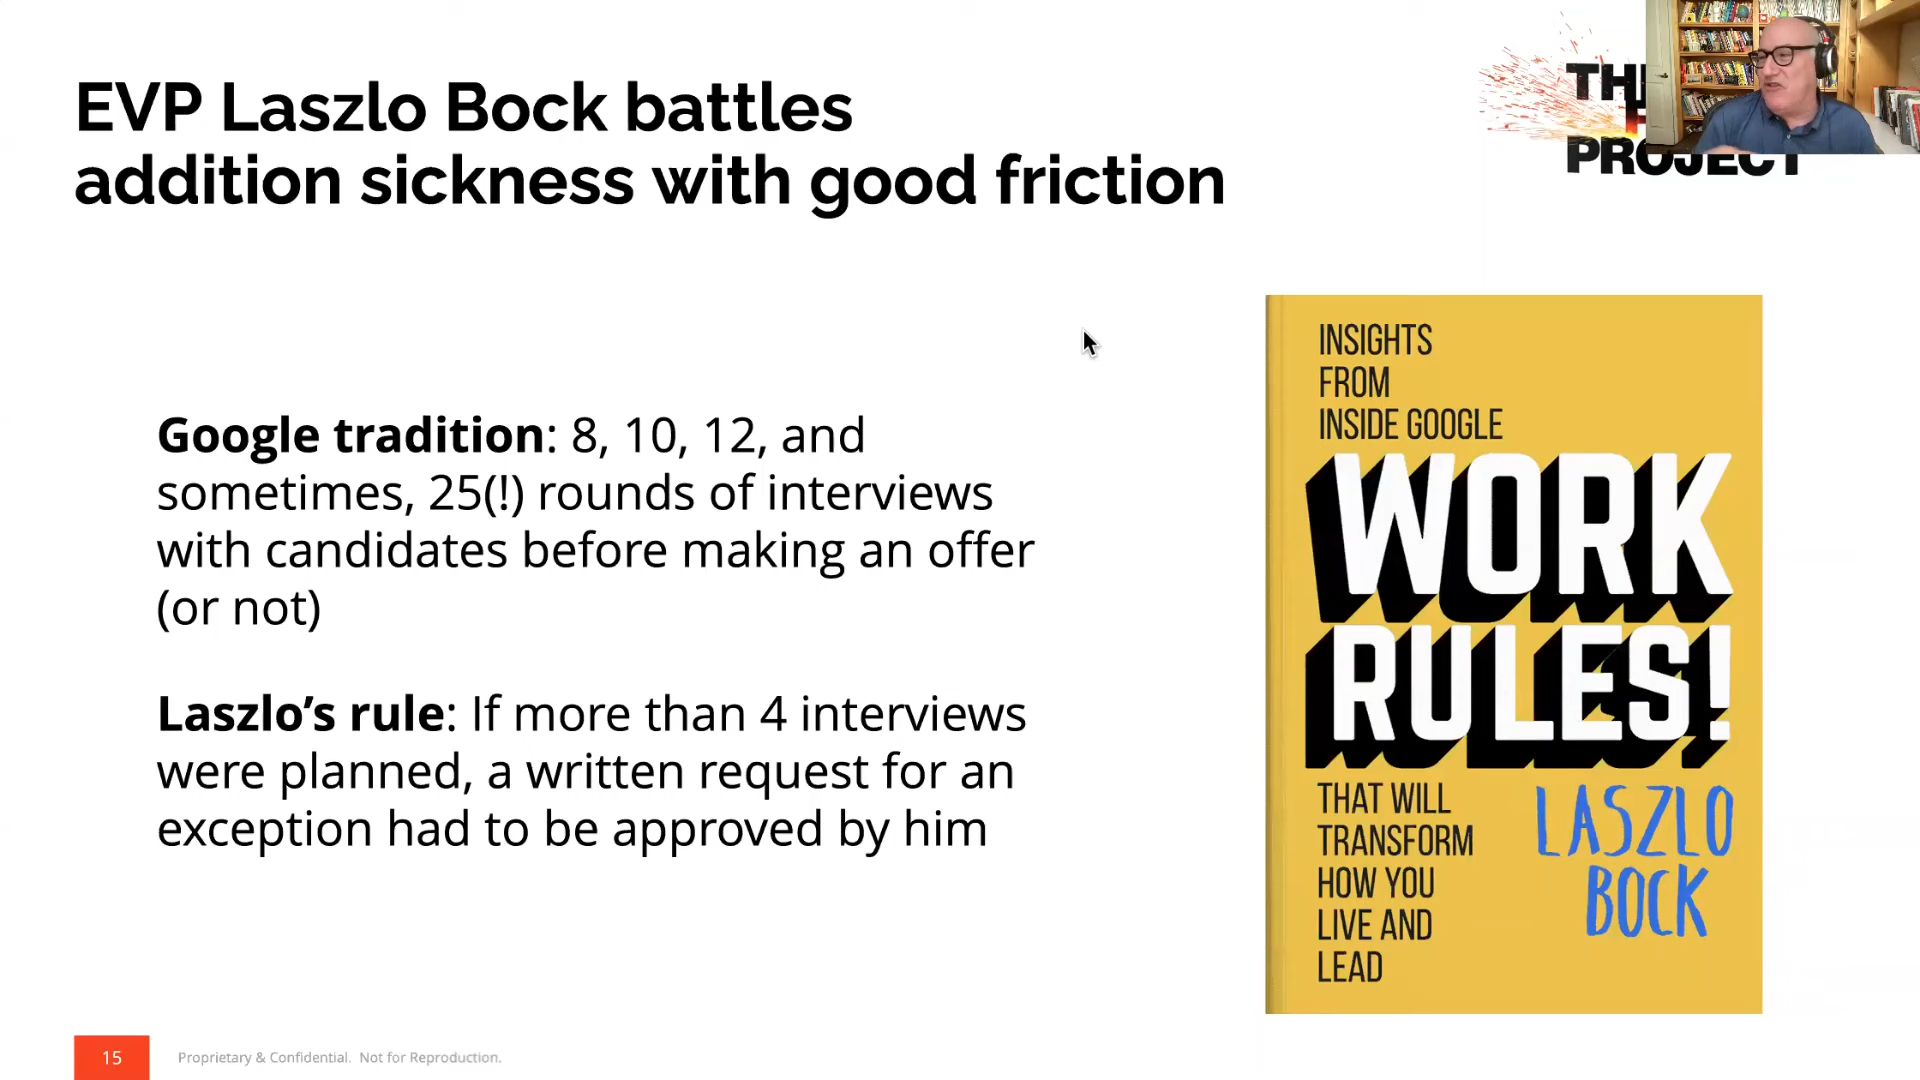 EVP Laszlo Bock battles
addition sickness with good friction
PROJECT
Google tradition: 8, 10, 12, and
sometimes, 25(!) rounds of interviews
with candidates before making an offer
(or not)
Laszlo’s rule: If more than 4 interviews
were planned, a written request for an
exception had to be approved by him
INSIGHTS
FROM
INSIDE GOOGLE
WORK
RULES!
THAT WILL
TRANSFORM
HOW YOU
LIVE AND
LEAD
LASZLO
BOCK
15
Proprietary & Confidential. Not for Reproduction.